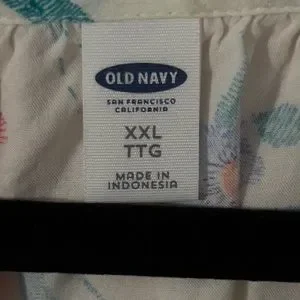 OLD NAVY
SAN FRANCISCO
CALIFORNIA
XXL
TTG
MADE IN
INDONESIA